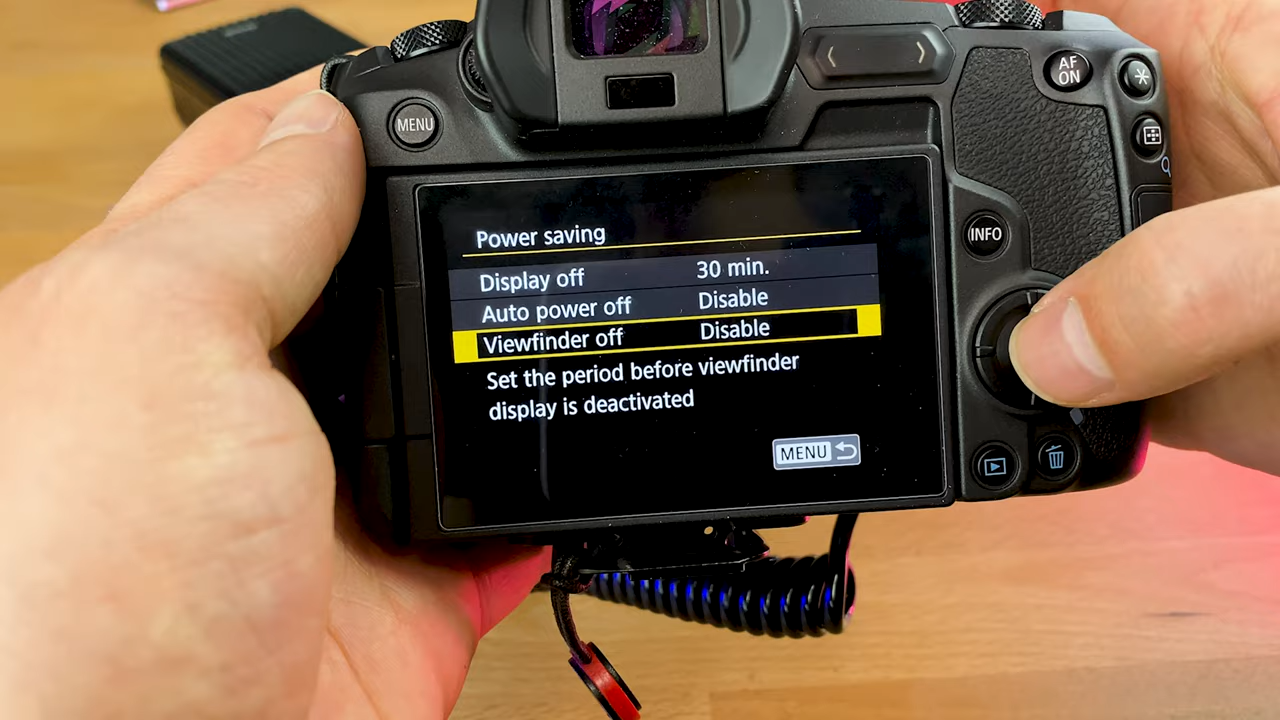 AF
ON
MENU
INFO
Power saving
Display off 30 min.
Auto power off Disable
Viewfinder off Disable
Set the period before viewfinder
display is deactivated
MENU